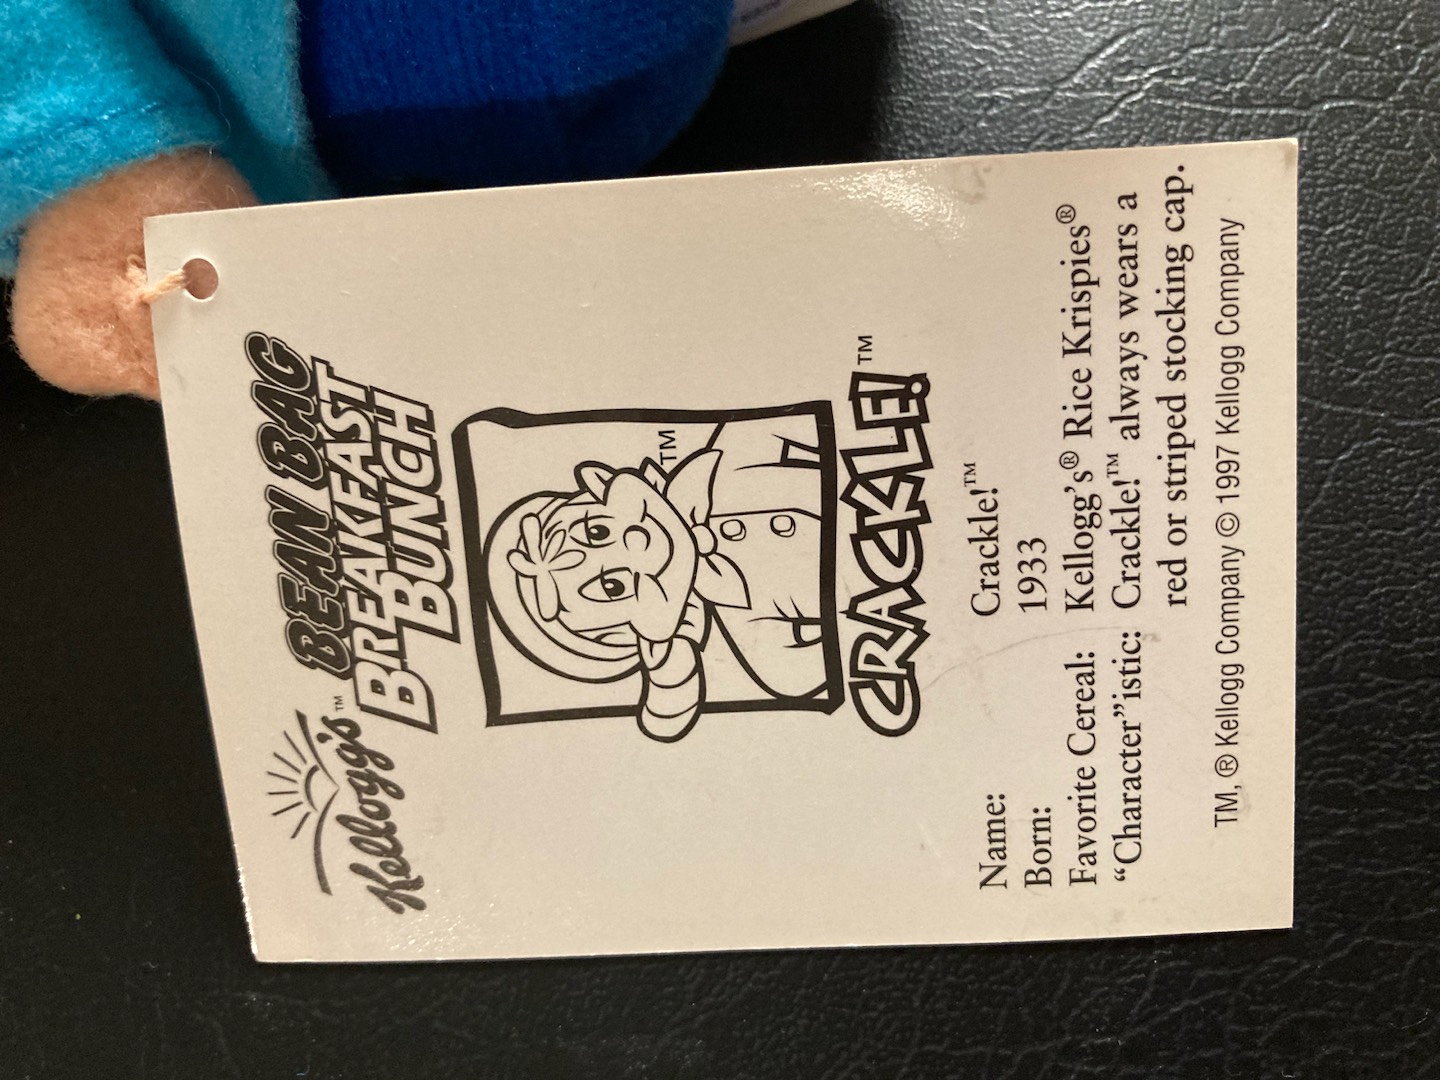 Kellogg's™ BEAN BAG
BREAKFAST
BUNCH
TM
CRACKLE!™
Name: Crackle!™
Born: 1933
Favorite Cereal: Kellogg's® Rice Krispies®
“Character”istic: Crackle!™ always wears a
red or striped stocking cap.
TM, ® Kellogg Company © 1997 Kellogg Company